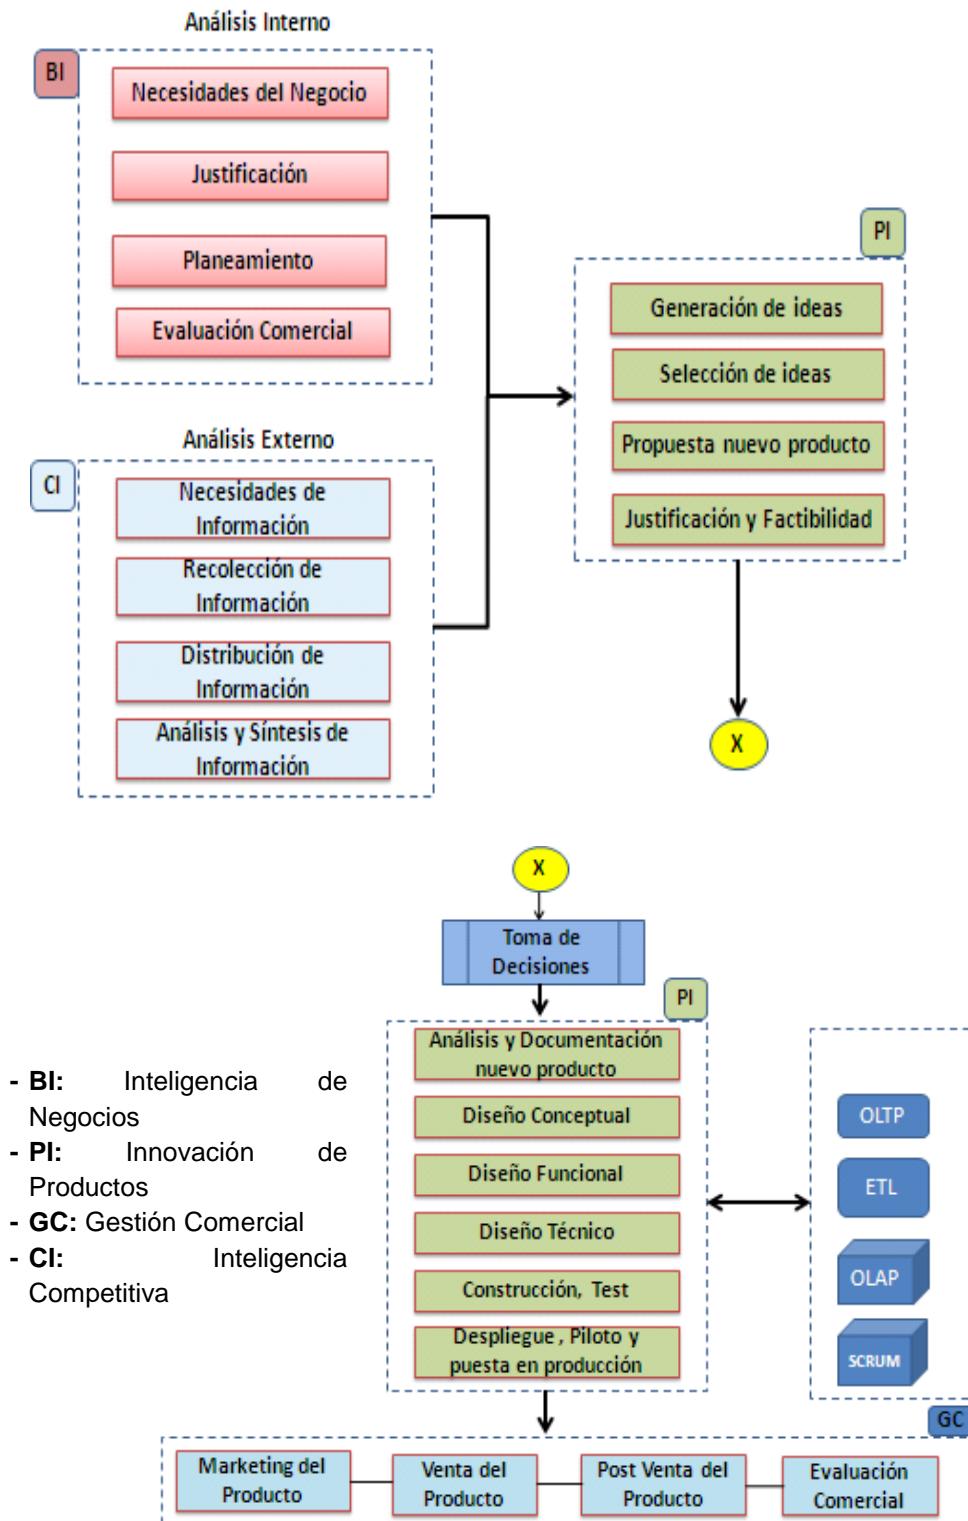 Análisis Interno
BI
Necesidades del Negocio
Justificación
Planeamiento
Evaluación Comercial
Análisis Externo
CI
Necesidades de
Información
Recolección de
Información
Distribución de
Información
Análisis y Síntesis de
Información
PI
Generación de ideas
Selección de ideas
Propuesta nuevo producto
Justificación y Factibilidad
X
X
Toma de
Decisiones
PI
Análisis y Documentación
nuevo producto
Diseño Conceptual
Diseño Funcional
Diseño Técnico
Construcción, Test
Despliegue, Piloto y
puesta en producción
OLTP
ETL
OLAP
SCRUM
- BI: Inteligencia de
Negocios
- PI: Innovación de
Productos
- GC: Gestión Comercial
- CI: Inteligencia
Competitiva
GC
Marketing del
Producto
Venta del
Producto
Post Venta del
Producto
Evaluación
Comercial